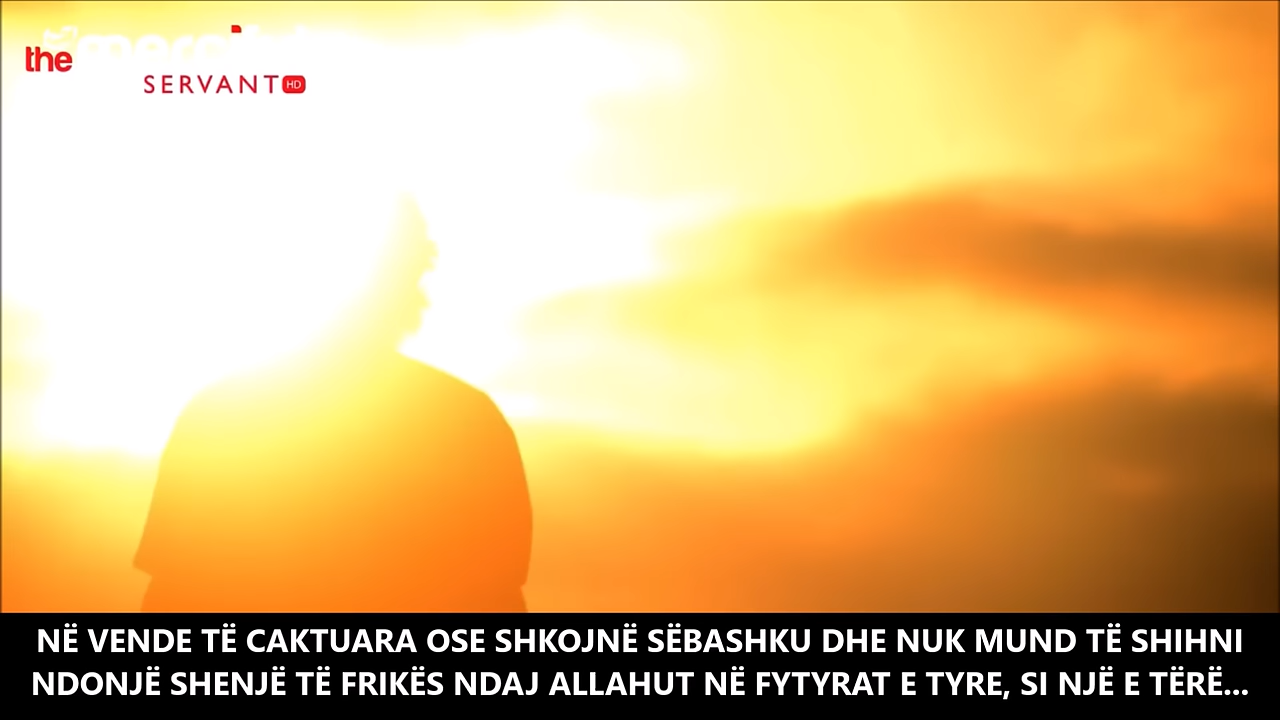 the
SERVANT HD
NË VENDE TË CAKTUARA OSE SHKOJNË SËBASHKU DHE NUK MUND TË SHIHNI
NDONJË SHENJË TË FRIKËS NDAJ ALLAHUT NË FYTYRAT E TYRE, SI NJË E TËRË...